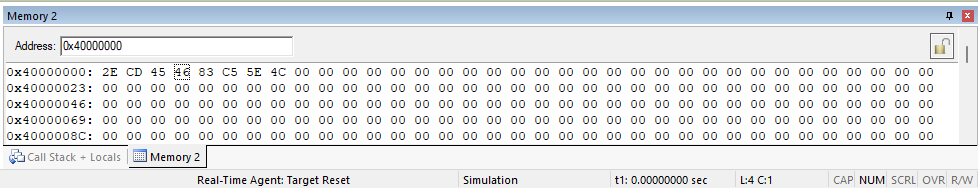 Memory 2
Address: 0x40000000
0x40000000: 2E CD 45 46 83 C5 5E 4C 00 00 00 00 00 00 00 00 00 00 00 00 00 00 00 00 00 00 00 00 00 00 00 00 00 00 00
0x40000023: 00 00 00 00 00 00 00 00 00 00 00 00 00 00 00 00 00 00 00 00 00 00 00 00 00 00 00 00 00 00 00 00 00 00 00
0x40000046: 00 00 00 00 00 00 00 00 00 00 00 00 00 00 00 00 00 00 00 00 00 00 00 00 00 00 00 00 00 00 00 00 00 00 00
0x40000069: 00 00 00 00 00 00 00 00 00 00 00 00 00 00 00 00 00 00 00 00 00 00 00 00 00 00 00 00 00 00 00 00 00 00 00
0x4000008C: 00 00 00 00 00 00 00 00 00 00 00 00 00 00 00 00 00 00 00 00 00 00 00 00 00 00 00 00 00 00 00 00 00 00 00
Call Stack + Locals Memory 2
Real-Time Agent: Target Reset Simulation t1: 0.00000000 sec L:4 C:1 CAP NUM SCRL OVR R/W